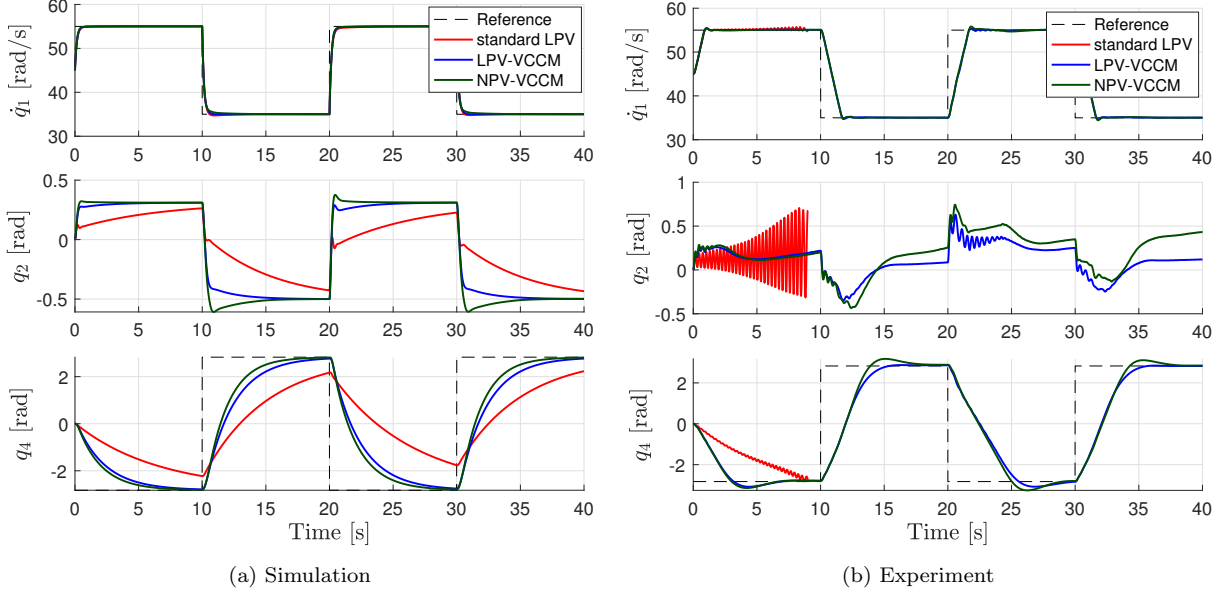 q̇1 [rad/s]
60
50
40
30
Reference
standard LPV
LPV-VCCM
NPV-VCCM
0 5 10 15 20 25 30 35 40
q2 [rad]
0.5
0
-0.5
0 5 10 15 20 25 30 35 40
q4 [rad]
2
0
-2
0 5 10 15 20 25 30 35 40
Time [s]
(a) Simulation
q̇1 [rad/s]
60
50
40
30
Reference
standard LPV
LPV-VCCM
NPV-VCCM
0 5 10 15 20 25 30 35 40
q2 [rad]
1
0.5
0
-0.5
0 5 10 15 20 25 30 35 40
q4 [rad]
2
0
-2
0 5 10 15 20 25 30 35 40
Time [s]
(b) Experiment